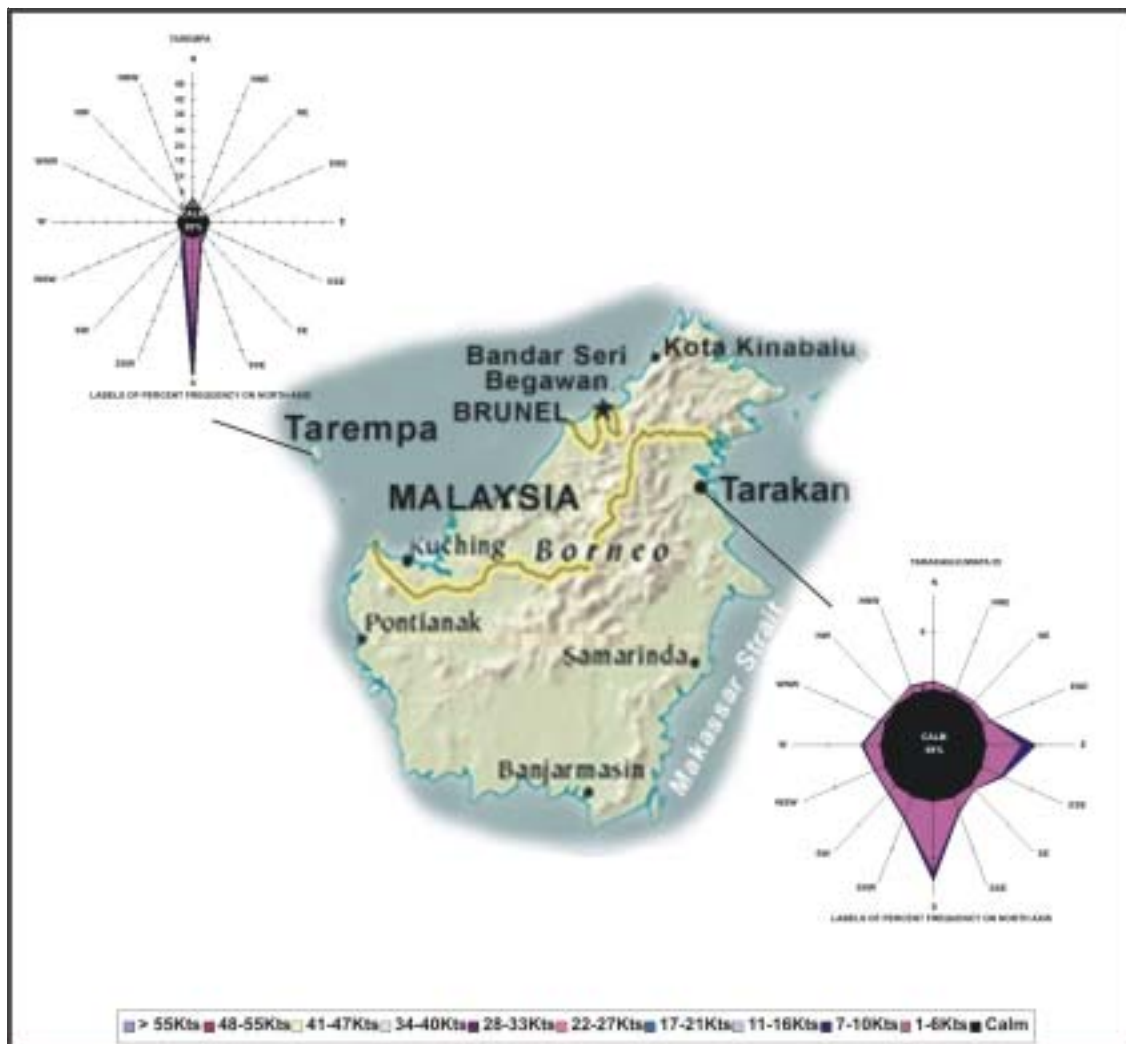 TAREMPA
N
NNW
NNE
NW
NE
WNW
W
E
WSW
ESE
SW
SE
SSW
SSE
S
LABELS OF PERCENT FREQUENCY ON NORTH AXIS
Kota Kinabalu
Bandar Seri
Begawan
BRUNEL
Tarempa
MALAYSIA
Tarakan
Kuching
Borneo
Pontianak
Samarinda
Makassar Strait
Banjarmasin
N
NNW
NNE
NW
NE
WNW
ENE
CALM
W
E
WSW
ESE
SW
SE
SSW
SSE
S
LABELS OF PERCENT FREQUENCY ON NORTH AXIS
> 55Kts 48-55Kts 41-47Kts 34-40Kts 28-33Kts 22-27Kts 17-21Kts 11-16Kts 7-10Kts 1-6Kts Calm